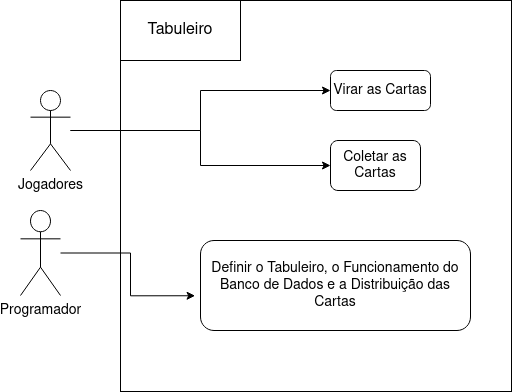 Tabuleiro
Virar as Cartas
Coletar as
Cartas
Jogadores
Definir o Tabuleiro, o Funcionamento do
Banco de Dados e a Distribuição das
Cartas
Programador